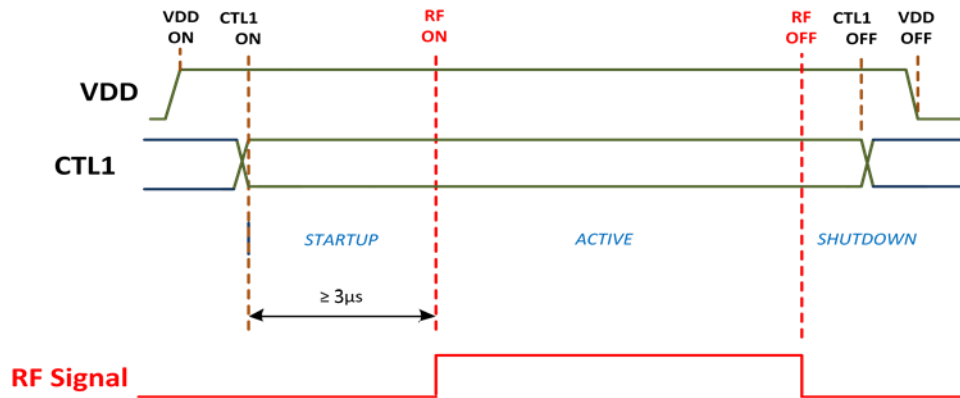 VDD ON
CTL1 ON
RF ON
RF OFF
CTL1 OFF
VDD OFF
VDD
CTL1
STARTUP
ACTIVE
SHUTDOWN
≥ 3µs
RF Signal